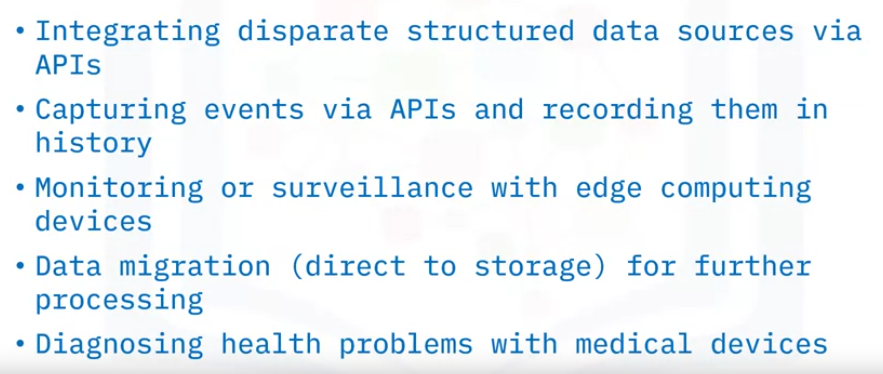 • Integrating disparate structured data sources via
APIs
• Capturing events via APIs and recording them in
history
• Monitoring or surveillance with edge computing
devices
• Data migration (direct to storage) for further
processing
• Diagnosing health problems with medical devices